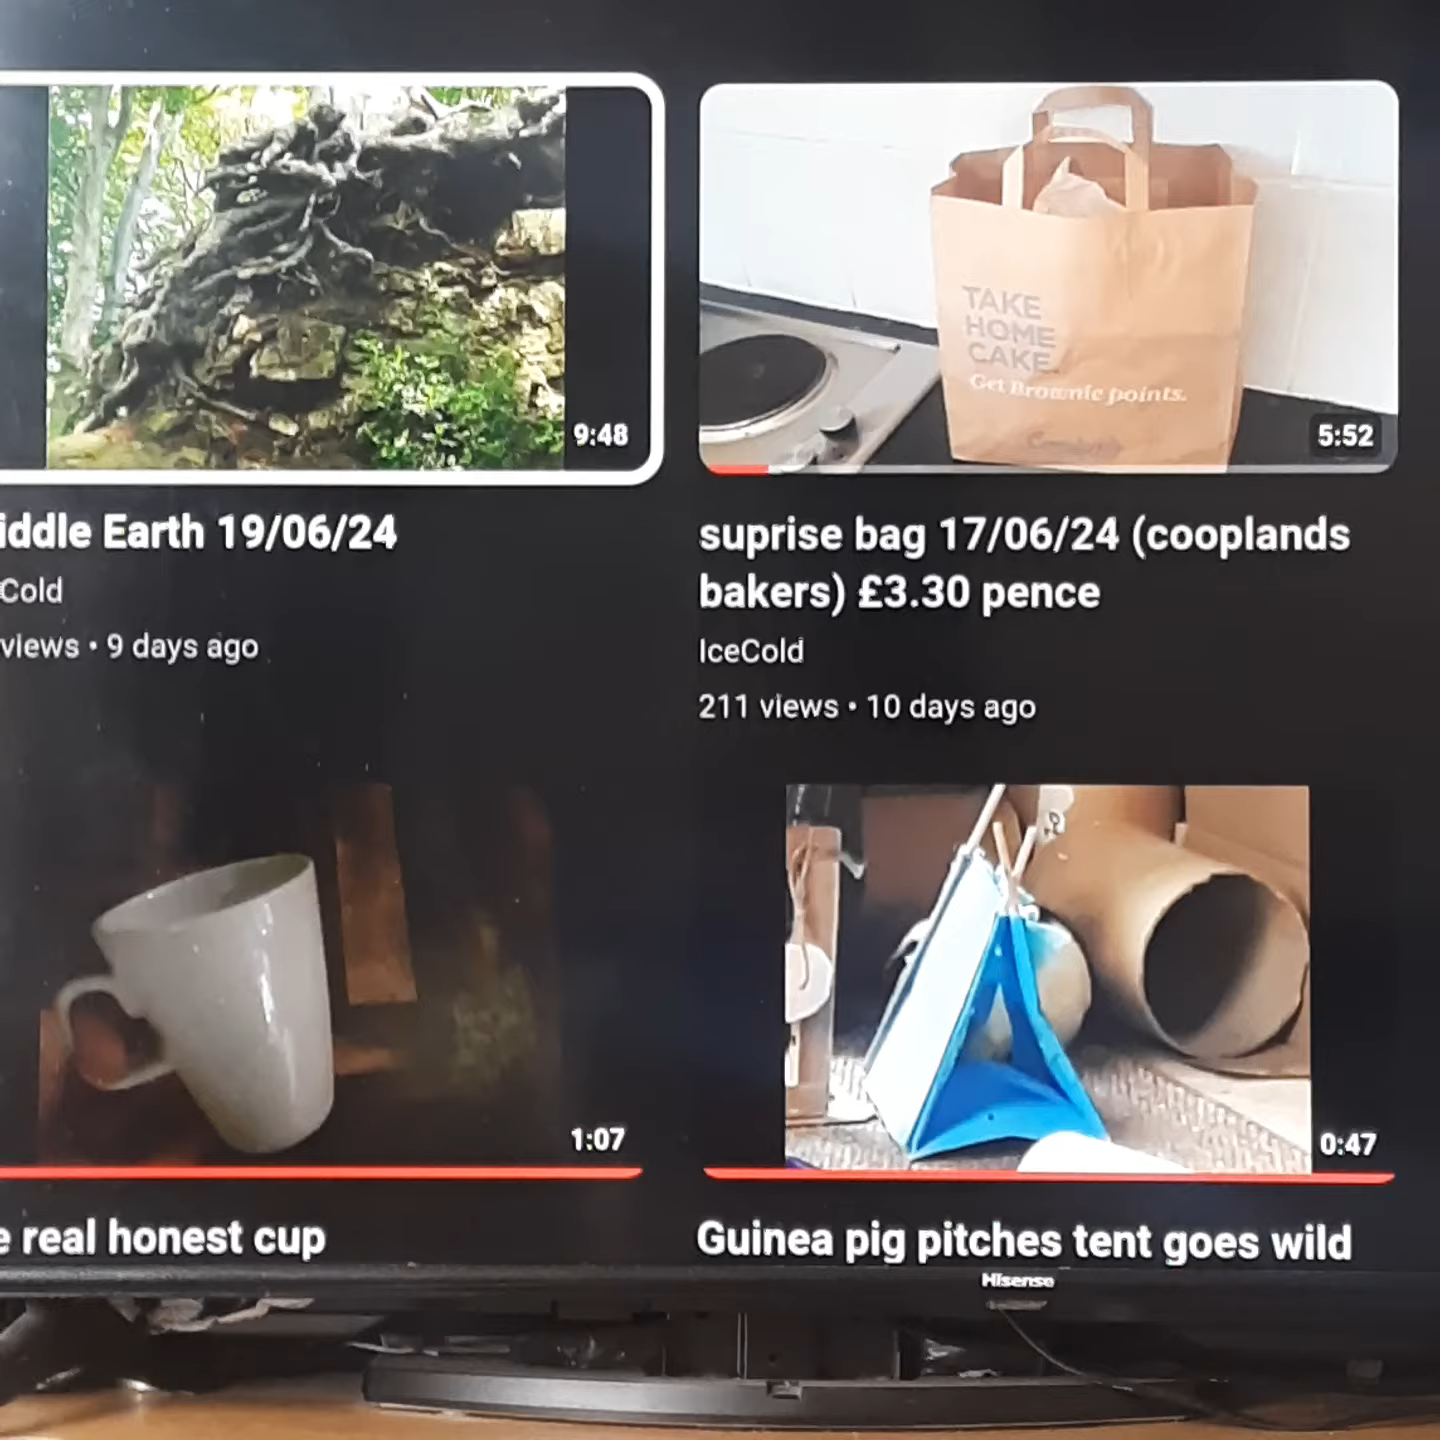 TAKE
HOME
CAKE.
Get Brownie points.
9:48
5:52
iddle Earth 19/06/24
Cold
views • 9 days ago
suprise bag 17/06/24 (cooplands
bakers) £3.30 pence
IceCold
211 views • 10 days ago
1:07
0:47
e real honest cup
Guinea pig pitches tent goes wild
Hisense